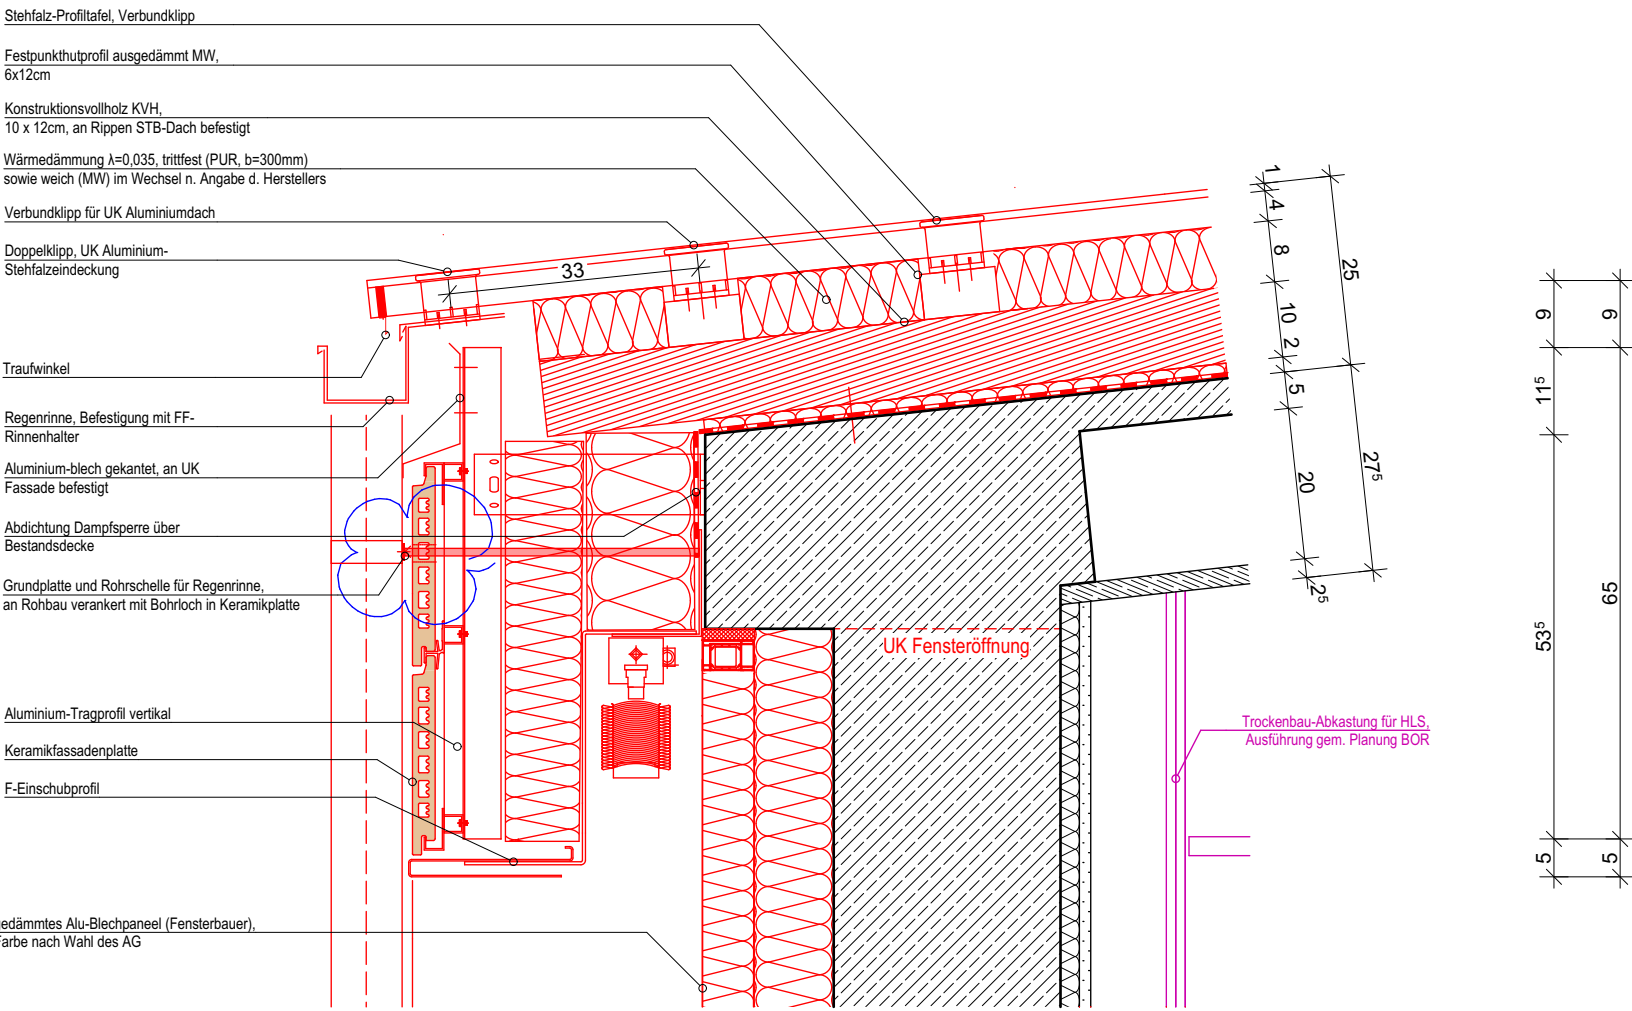 Stehfalz-Profiltafel, Verbundklipp
Festpunkthutprofil ausgedämmt MW,
6x12cm
Konstruktionsvollholz KVH,
10 x 12cm, an Rippen STB-Dach befestigt
Wärmedämmung λ=0,035, trittfest (PUR, b=300mm)
sowie weich (MW) im Wechsel n. Angabe d. Herstellers
Verbundklipp für UK Aluminiumdach
Doppelklipp, UK Aluminium-
Stehfalzeindeckung
Traufwinkel
Regenrinne, Befestigung mit FF-
Rinnenhalter
Aluminium-blech gekantet, an UK
Fassade befestigt
Abdichtung Dampfsperre über
Bestandsdecke
Grundplatte und Rohrschelle für Regenrinne,
an Rohbau verankert mit Bohrloch in Keramikplatte
Aluminium-Tragprofil vertikal
Keramikfassadenplatte
F-Einschubprofil
gedämmtes Alu-Blechpaneel (Fensterbauer),
Farbe nach Wahl des AG
33
UK Fensteröffnung
Trockenbau-Abkastung für HLS,
Ausführung gem. Planung BOR
1
4
8
10
2
5
20
2⁵
25
27⁵
9
11⁵
53⁵
5
9
65
5